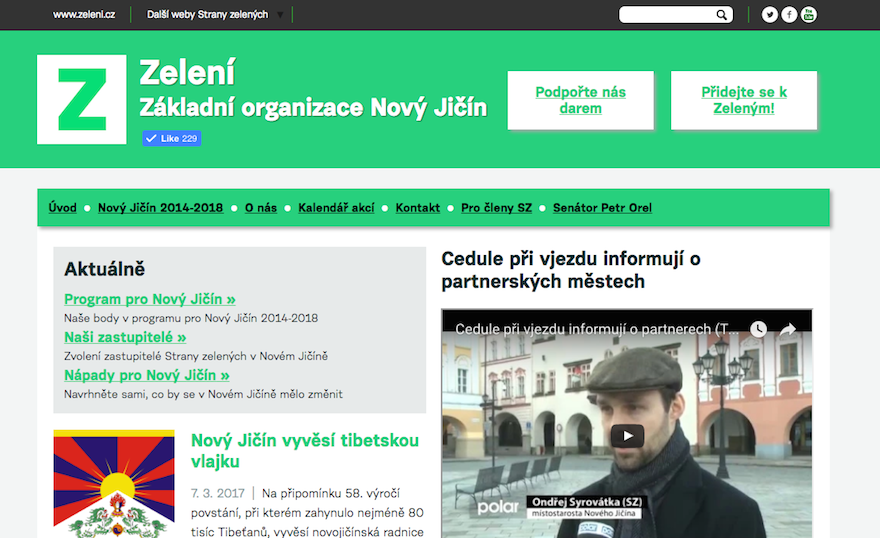 www.zeleni.cz
Další weby Strany zelených
Z
Zelení
Základní organizace Nový Jičín
Like 229
Podpořte nás
darem
Přidejte se k
Zeleným!
You
Tube
Úvod
Nový Jičín 2014-2018
O nás
Kalendář akcí
Kontakt
Pro členy SZ
Senátor Petr Orel
Aktuálně
Program pro Nový Jičín »
Naše body v programu pro Nový Jičín 2014-2018
Naši zastupitelé »
Zvolení zastupitelé Strany zelených v Novém Jičíně
Nápady pro Nový Jičín »
Navrhněte sami, co by se v Novém Jičíně mělo změnit
Nový Jičín vyvěsí tibetskou
vlajku
7. 3. 2017 | Na připomínku 58. výročí
povstání, při kterém zahynulo nejméně 80
tisíc Tibeťanů, vyvěsí novojičínská radnice
Cedule při vjezdu informují o
partnerských městech
Cedule při vjezdu informují o partnerech (T...
polar
Ondřej Syrovátka (SZ)
místostarosta Nového Jičína